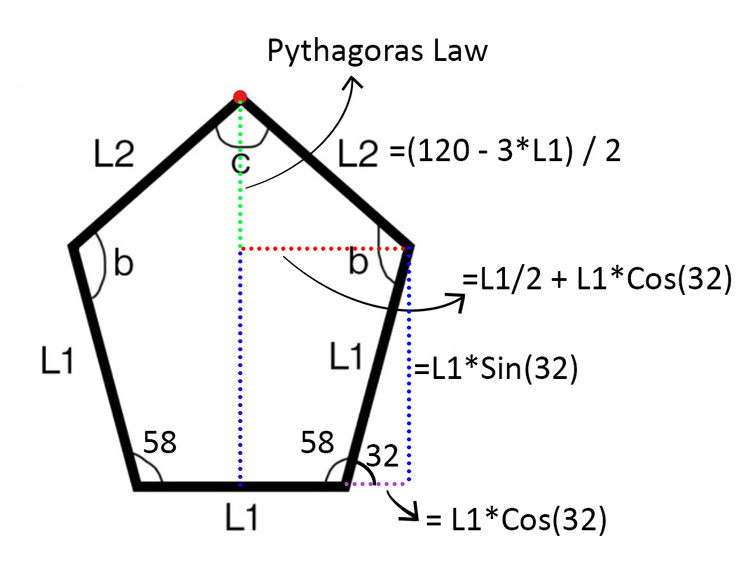 Pythagoras Law
L2
L2 =(120 - 3*L1) / 2
c
b
b
=L1/2 + L1*Cos(32)
L1
L1
=L1*Sin(32)
58
58
32
L1
= L1*Cos(32)